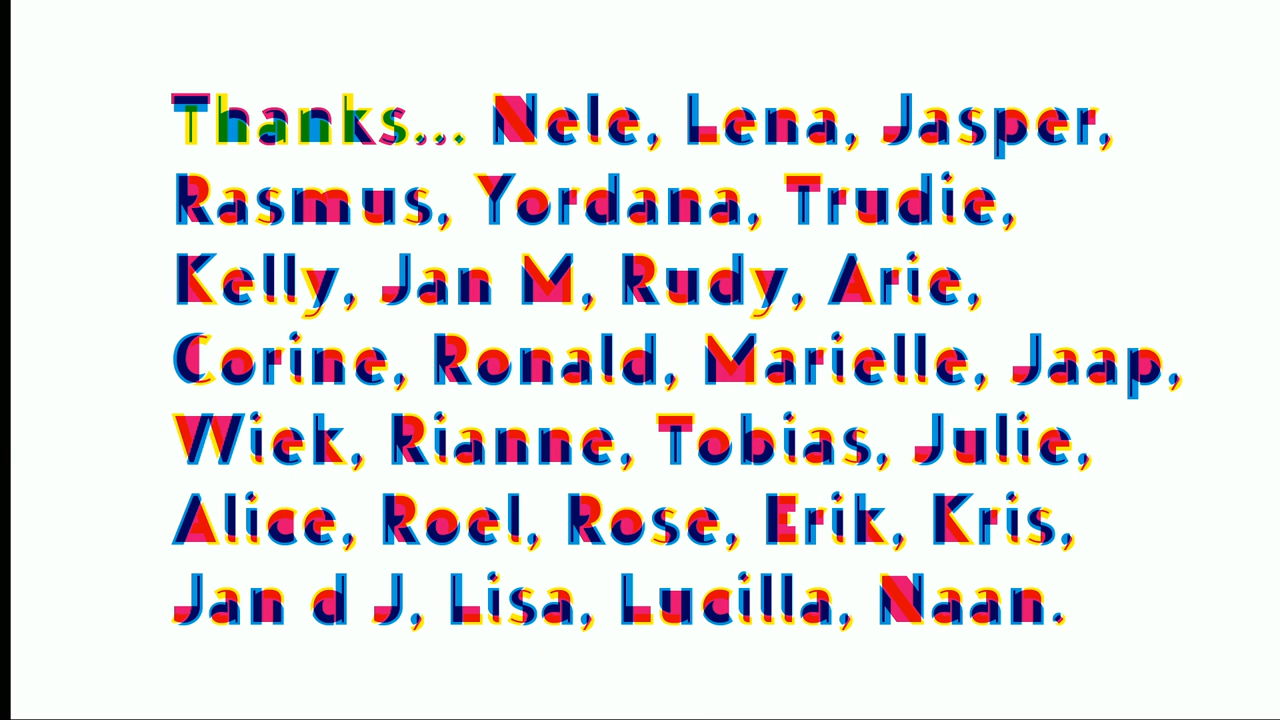 Thanks... Nele, Lena, Jasper,
Rasmus, Yordana, Trudie,
Kelly, Jan M, Rudy, Arie,
Corine, Ronald, Marielle, Jaap,
Wiek, Rianne, Tobias, Julie,
Alice, Roel, Rose, Erik, Kris,
Jan d J, Lisa, Lucilla, Naan.